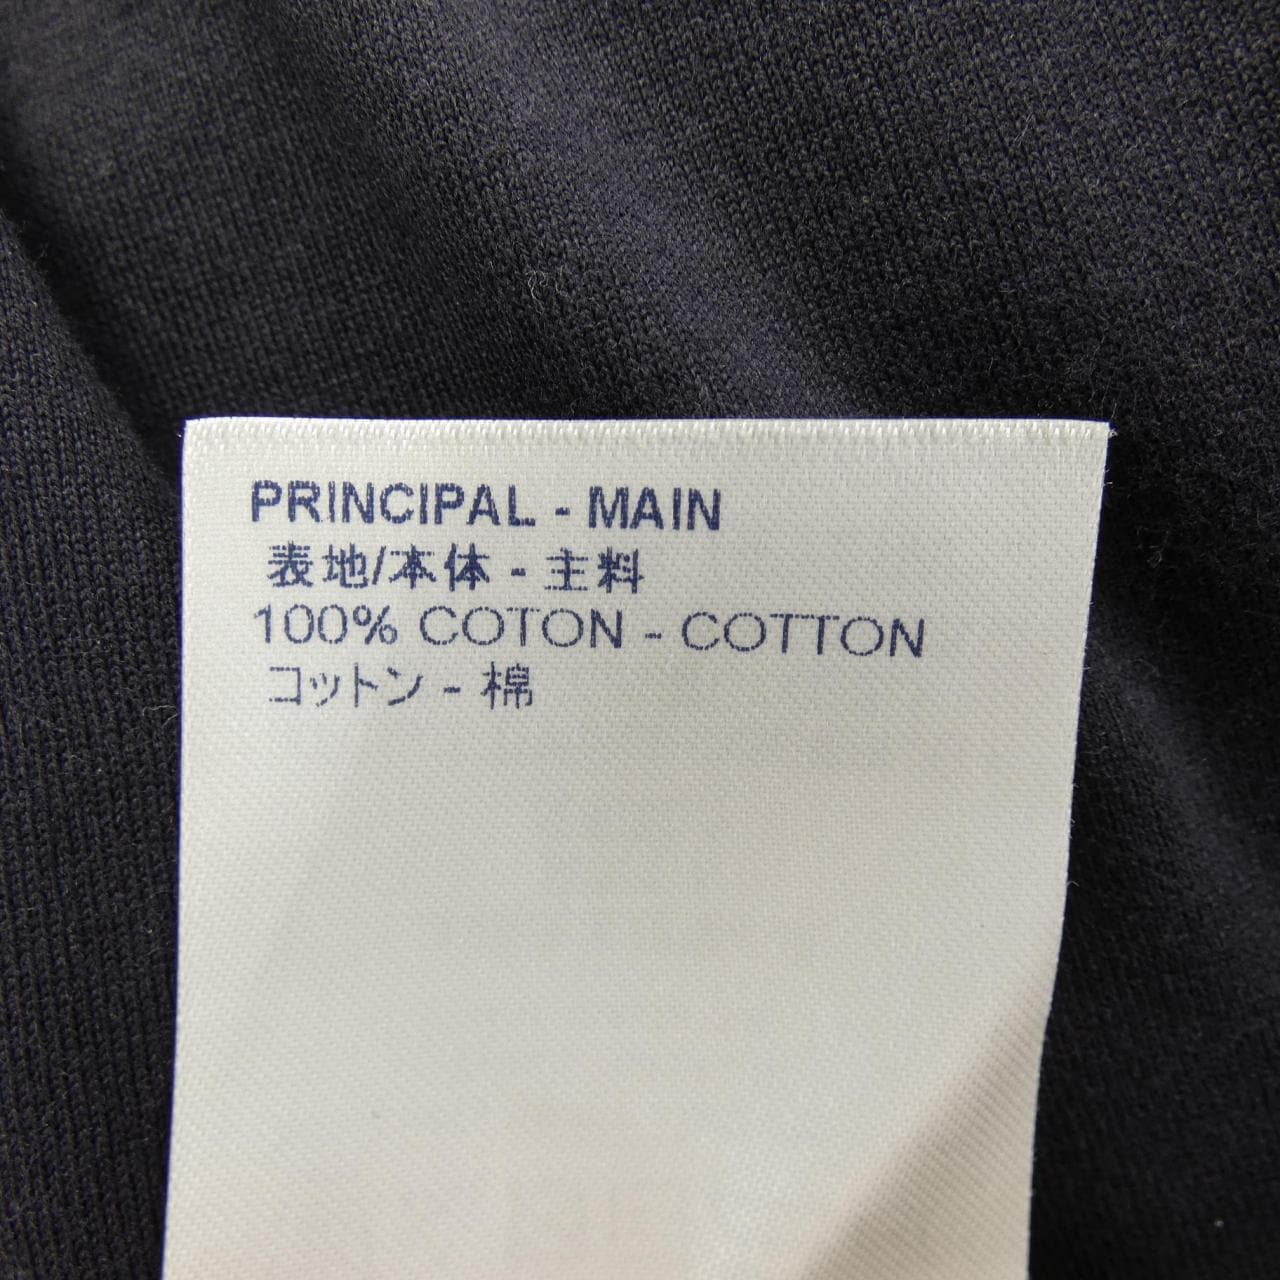 PRINCIPAL - MAIN
表地/本体 - 主料
100% COTON - COTTON
コットン - 棉